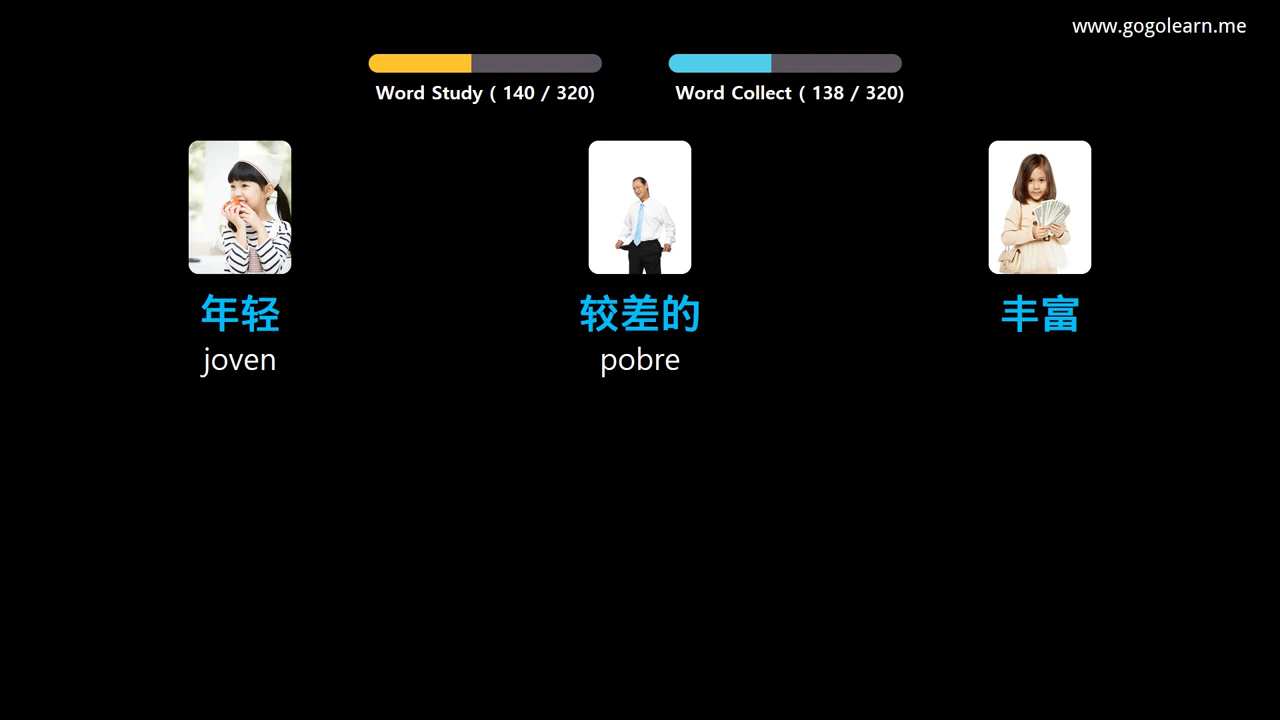 www.gogolearn.me
Word Study ( 140 / 320)
Word Collect ( 138 / 320)
年轻
较差的
丰富
joven
pobre